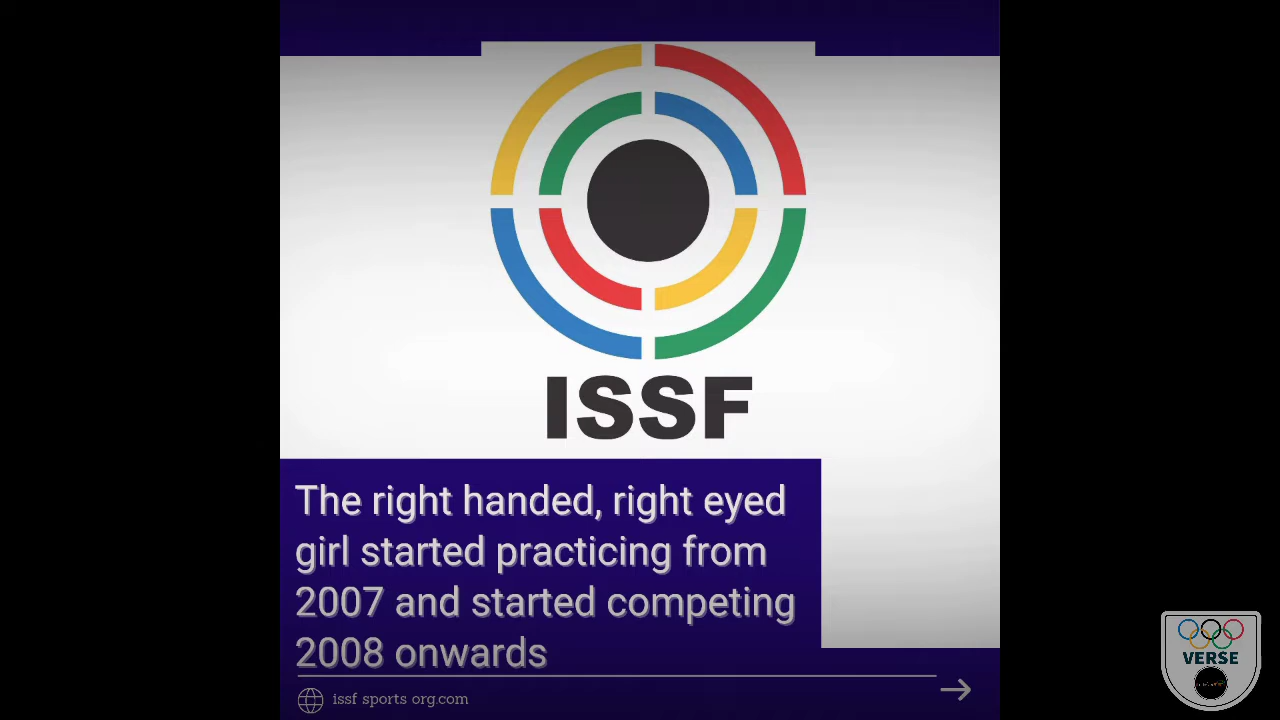 ISSF
The right handed, right eyed
girl started practicing from
2007 and started competing
2008 onwards
issf sports org.com
VERSE